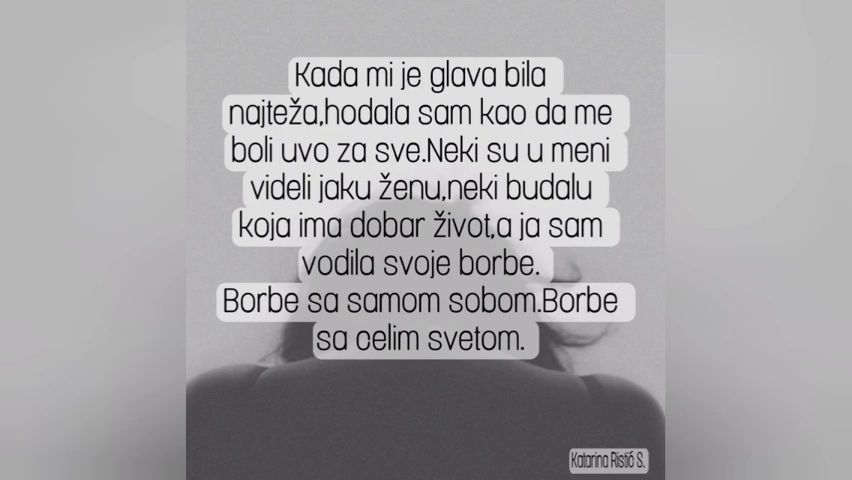 Kada mi je glava bila
najteža,hodala sam kao da me
boli uvo za sve.Neki su u meni
videli jaku ženu,neki budalu
koja ima dobar život,a ja sam
vodila svoje borbe.
Borbe sa samom sobom.Borbe
sa celim svetom.
Katarina Ristić S.